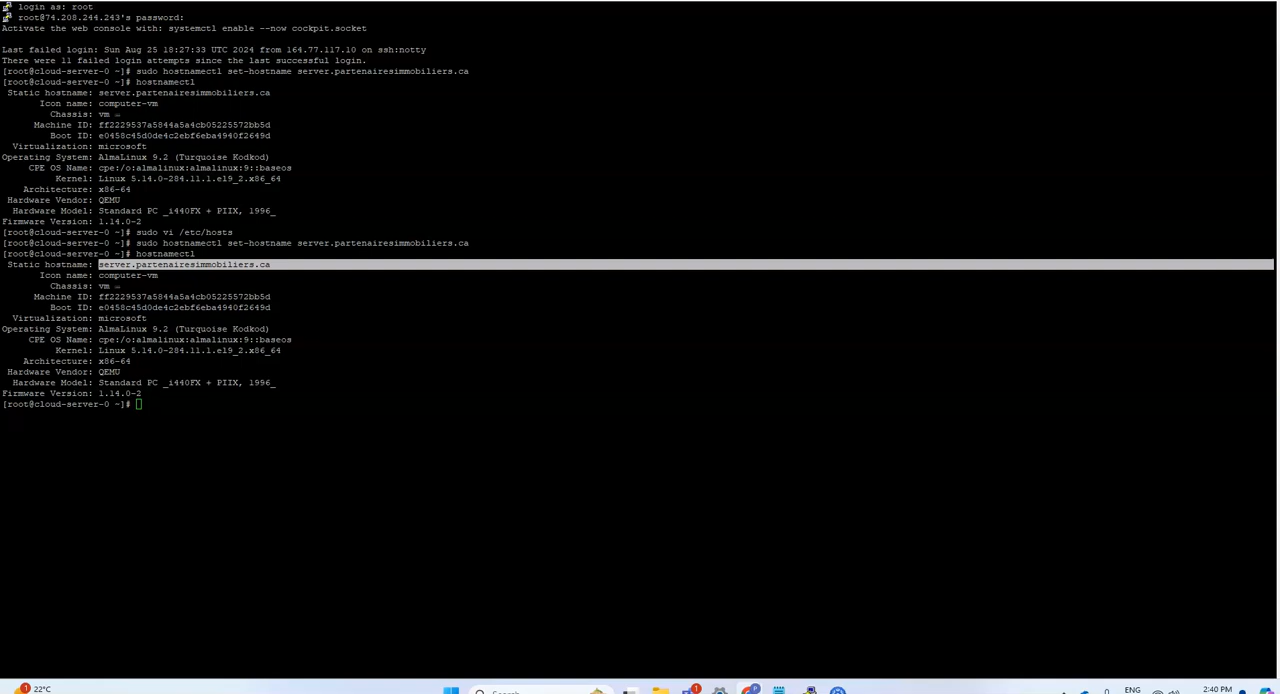 login as: root
root@74.208.244.243's password:
Activate the web console with: systemctl enable --now cockpit.socket
Last failed login: Sun Aug 25 18:27:33 UTC 2024 from 164.77.117.10 on ssh:notty
There were 11 failed login attempts since the last successful login.
[root@cloud-server-0 ~]# sudo hostnamectl set-hostname server.partenairesimmobiliers.ca
[root@cloud-server-0 ~]# hostnamectl
Static hostname: server.partenairesimmobiliers.ca
Icon name: computer-vm
Chassis: vm
Machine ID: ff2229537a5844a5a4cb05225572bb5d
Boot ID: e0458c45d0de4c2ebf6eba4940f2649d
Virtualization: microsoft
Operating System: AlmaLinux 9.2 (Turquoise Kodkod)
CPE OS Name: cpe:/o:almalinux:almalinux:9::baseos
Kernel: Linux 5.14.0-284.11.1.el9_2.x86_64
Architecture: x86-64
Hardware Vendor: QEMU
Hardware Model: Standard PC _i440FX + PIIX, 1996_
Firmware Version: 1.14.0-2
[root@cloud-server-0 ~]# sudo vi /etc/hosts
[root@cloud-server-0 ~]# sudo hostnamectl set-hostname server.partenairesimmobiliers.ca
[root@cloud-server-0 ~]# hostnamectl
Static hostname: server.partenairesimmobiliers.ca
Icon name: computer-vm
Chassis: vm
Machine ID: ff2229537a5844a5a4cb05225572bb5d
Boot ID: e0458c45d0de4c2ebf6eba4940f2649d
Virtualization: microsoft
Operating System: AlmaLinux 9.2 (Turquoise Kodkod)
CPE OS Name: cpe:/o:almalinux:almalinux:9::baseos
Kernel: Linux 5.14.0-284.11.1.el9_2.x86_64
Architecture: x86-64
Hardware Vendor: QEMU
Hardware Model: Standard PC _i440FX + PIIX, 1996_
Firmware Version: 1.14.0-2
[root@cloud-server-0 ~]#
1 22°C Search 1 ENG 2:40 PM